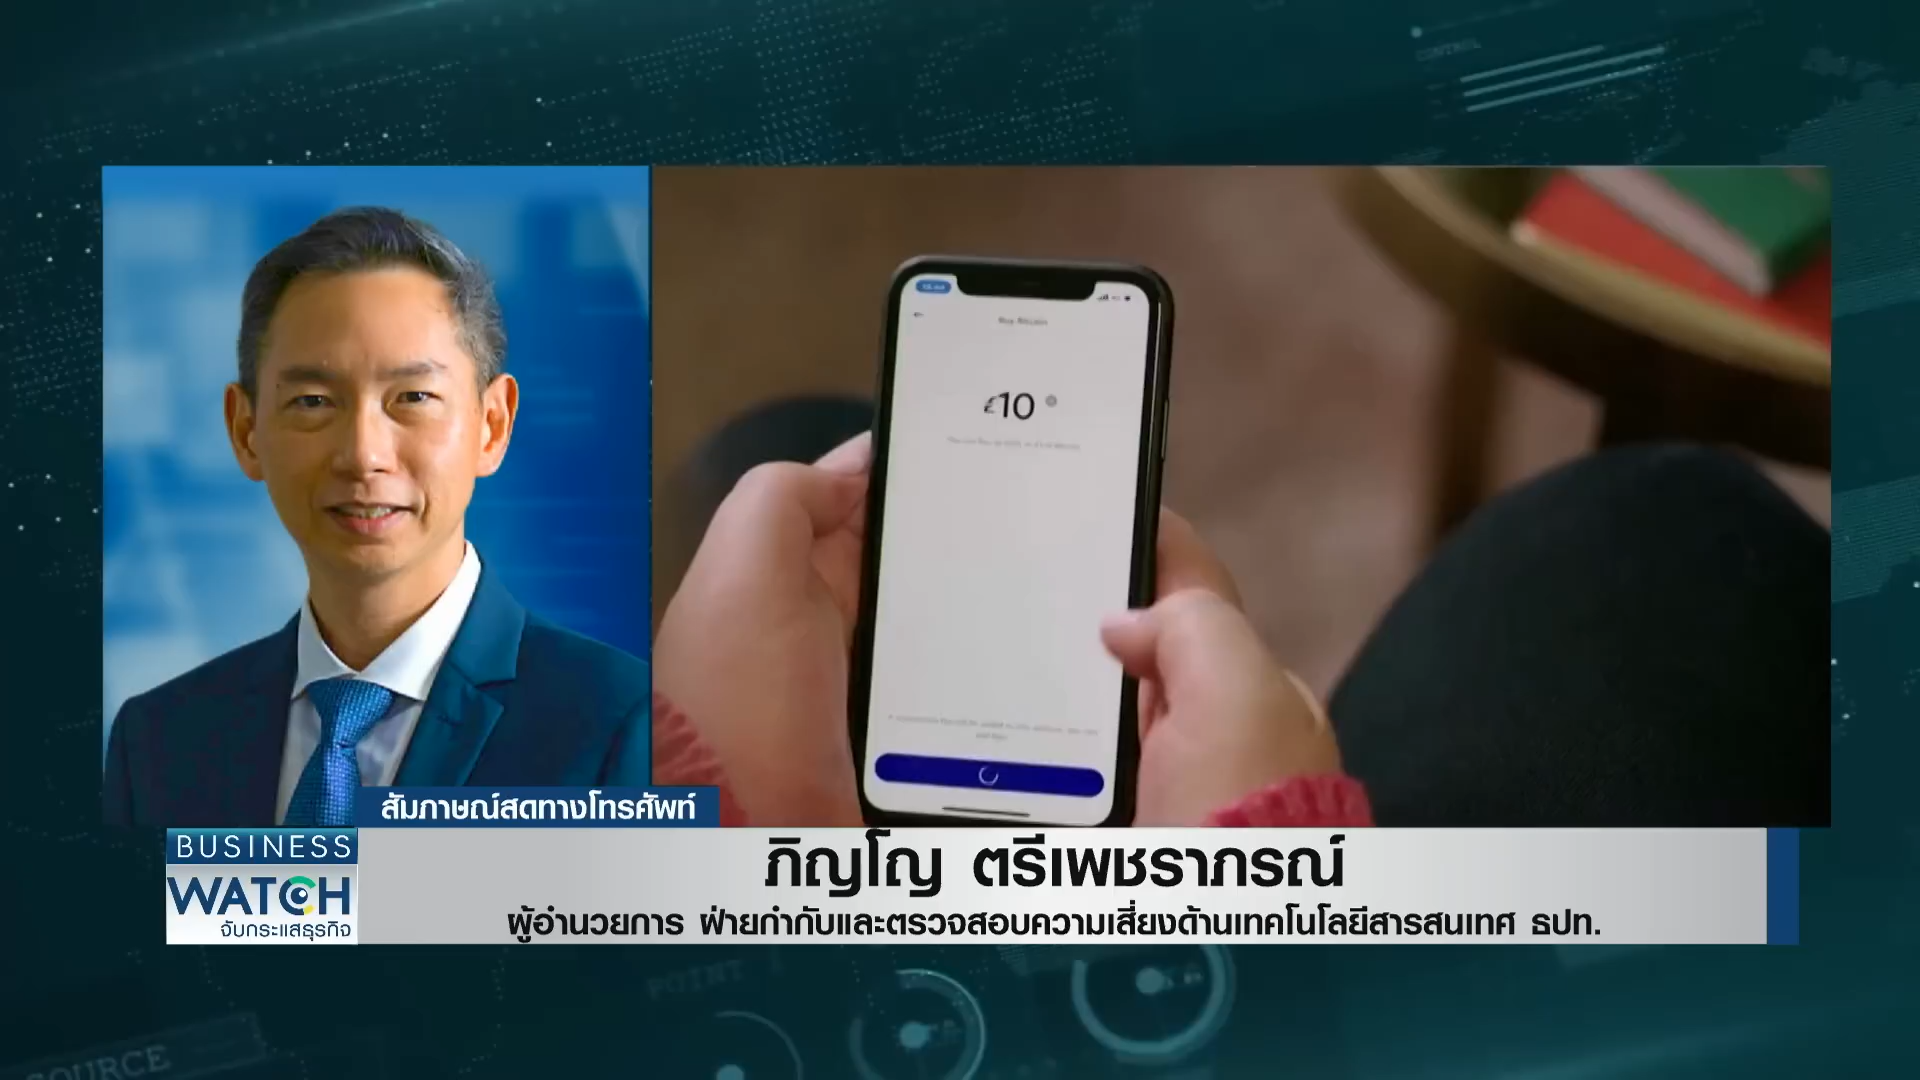 CONTROL
£10
สัมภาษณ์สดทางโทรศัพท์
BUSINESS
WATCH
จับกระแสธุรกิจ
ภิญโญ ตรีเพชราภรณ์
ผู้อำนวยการ ฝ่ายกำกับและตรวจสอบความเสี่ยงด้านเทคโนโลยีสารสนเทศ ธปท.
POINT
SOURCE